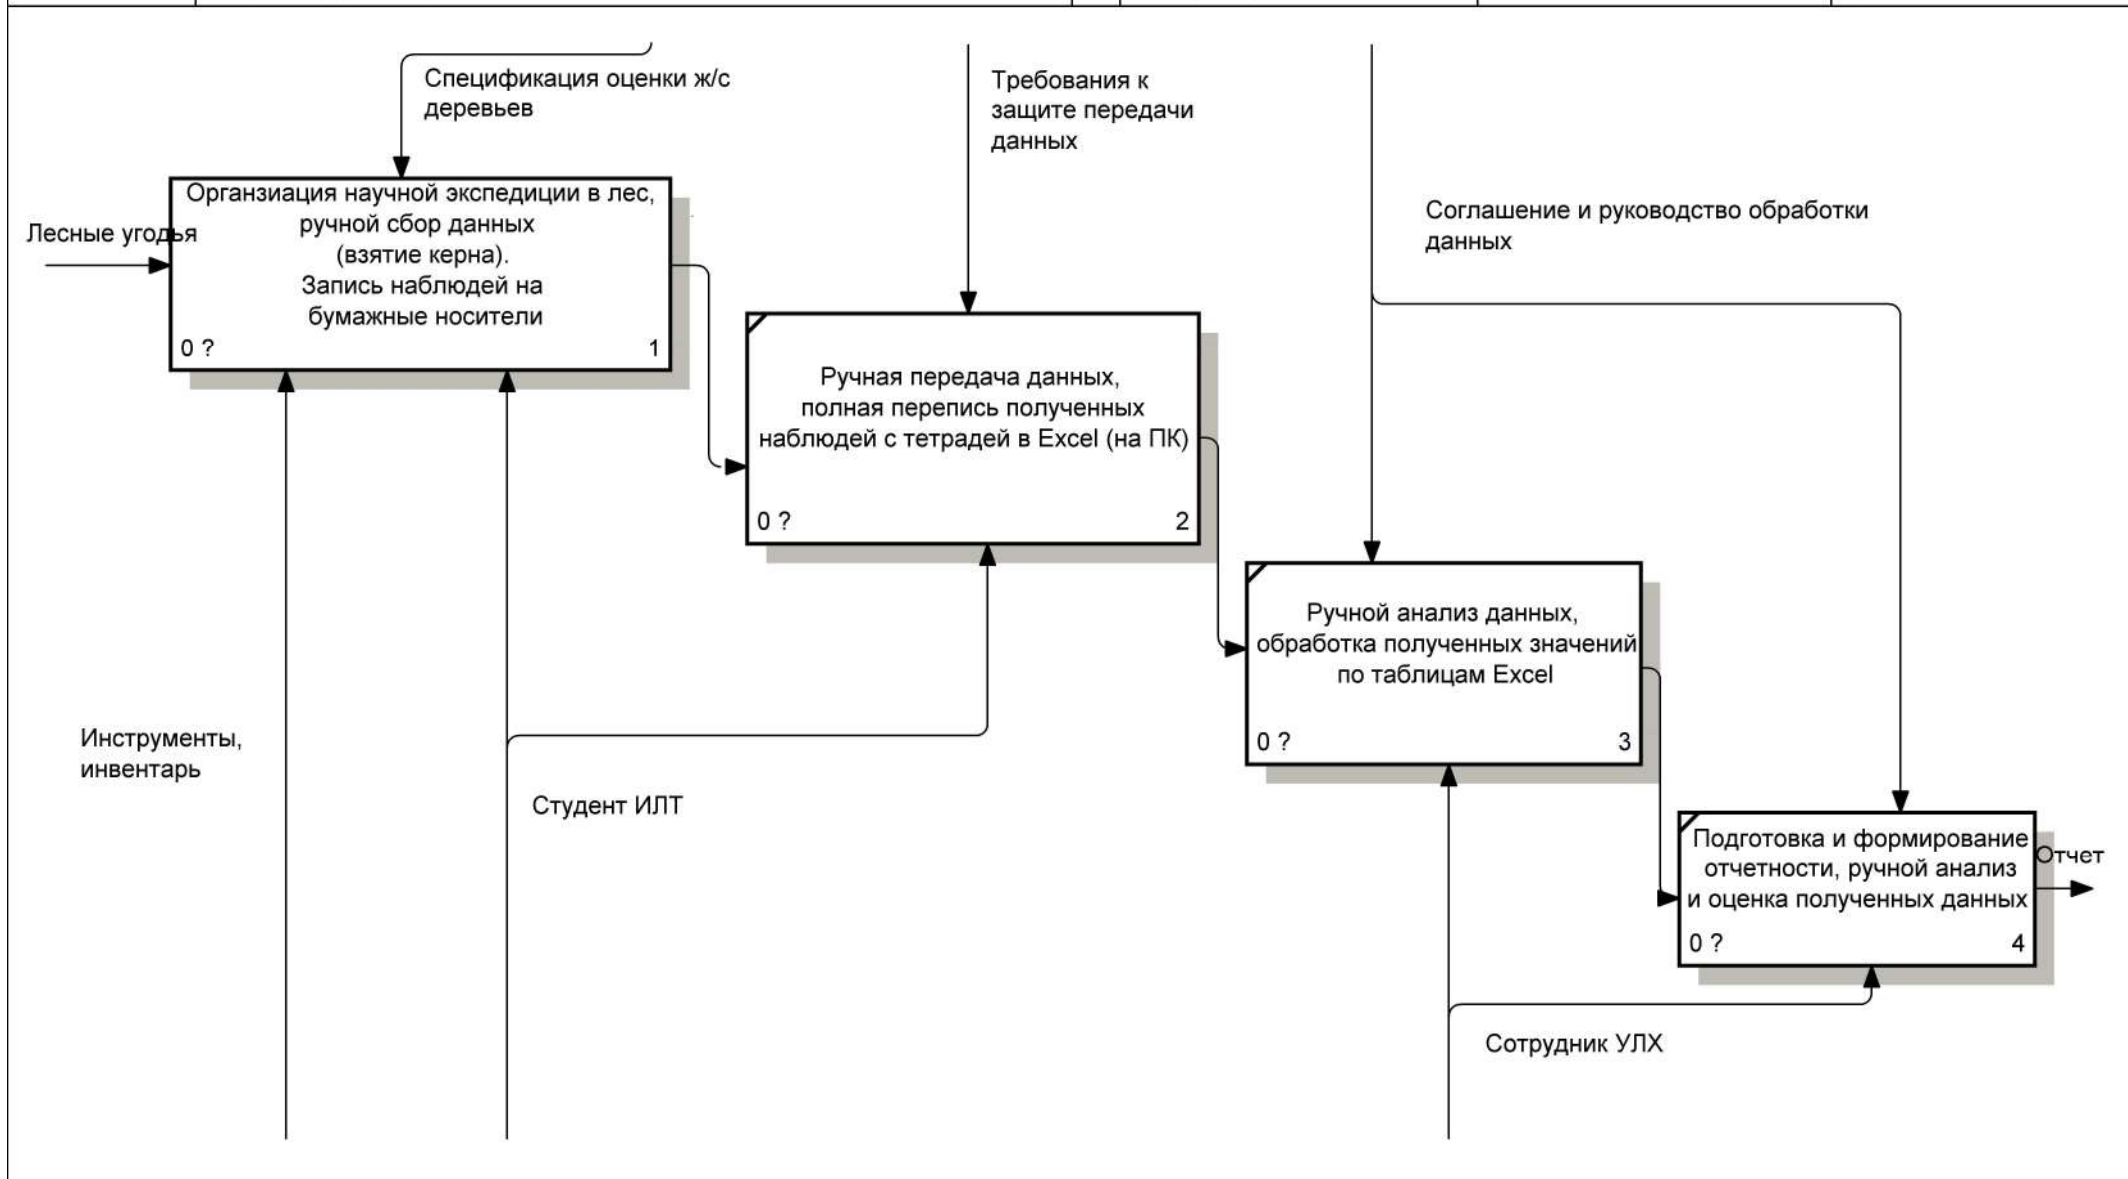 Спецификация оценки ж/с
деревьев
Требования к
защите передачи
данных
Соглашение и руководство обработки
данных
Лесные угодья
Органзиация научной экспедиции в лес,
ручной сбор данных
(взятие керна).
Запись наблюдей на
бумажные носители
0 ?
1
Ручная передача данных,
полная перепись полученных
наблюдей с тетрадей в Excel (на ПК)
0 ?
2
Ручной анализ данных,
обработка полученных значений
по таблицам Excel
0 ?
3
Инструменты,
инвентарь
Студент ИЛТ
Подготовка и формирование
отчетности, ручной анализ
и оценка полученных данных
0 ?
4
Отчет
Сотрудник УЛХ